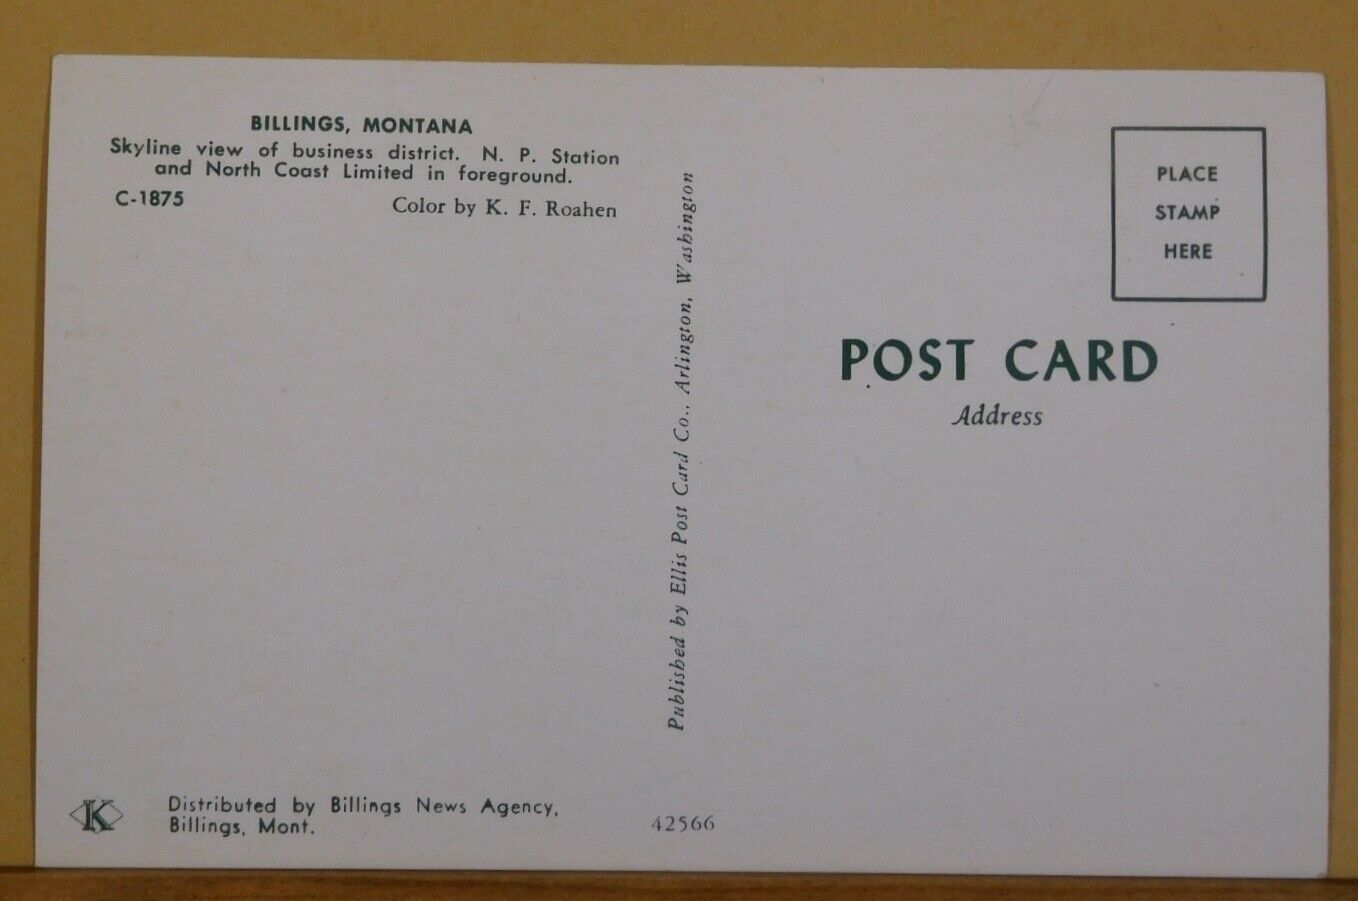 BILLINGS, MONTANA
Skyline view of business district. N. P. Station
and North Coast Limited in foreground.
C-1875
Color by K. F. Roahen
Published by Ellis Post Card Co., Arlington, Washington
PLACE
STAMP
HERE
POST CARD
Address
K
Distributed by Billings News Agency,
Billings, Mont.
42566